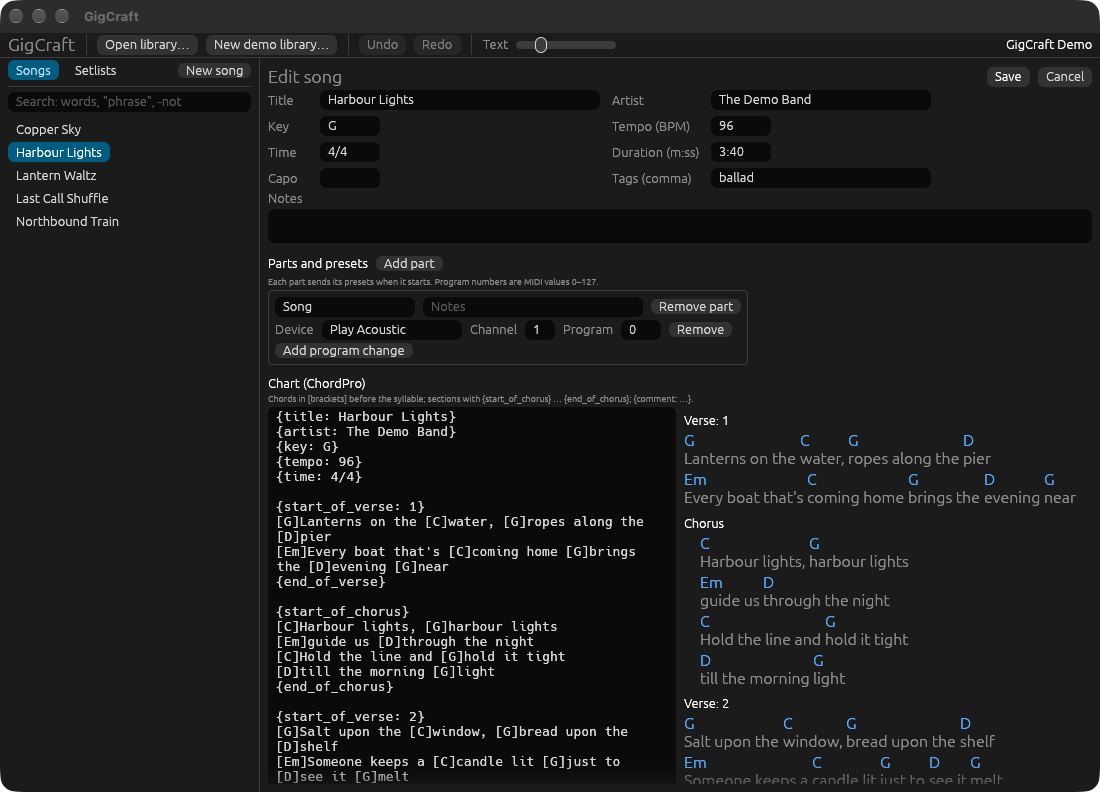 GigCraft
GigCraft Open library… New demo library… Undo Redo Text GigCraft Demo
Songs Setlists New song
Search: words, "phrase", -not
Copper Sky
Harbour Lights
Lantern Waltz
Last Call Shuffle
Northbound Train
Edit song Save Cancel
Title Harbour Lights Artist The Demo Band
Key G Tempo (BPM) 96
Time 4/4 Duration (m:ss) 3:40
Capo Tags (comma) ballad
Notes
Parts and presets Add part
Each part sends its presets when it starts. Program numbers are MIDI values 0–127.
Song Notes Remove part
Device Play Acoustic Channel 1 Program 0 Remove
Add program change
Chart (ChordPro)
Chords in [brackets] before the syllable; sections with {start_of_chorus} … {end_of_chorus}; {comment: …}.
{title: Harbour Lights}
{artist: The Demo Band}
{key: G}
{tempo: 96}
{time: 4/4}
{start_of_verse: 1}
[G]Lanterns on the [C]water, [G]ropes along the
[D]pier
[Em]Every boat that's [C]coming home [G]brings
the [D]evening [G]near
{end_of_verse}
{start_of_chorus}
[C]Harbour lights, [G]harbour lights
[Em]guide us [D]through the night
[C]Hold the line and [G]hold it tight
[D]till the morning [G]light
{end_of_chorus}
{start_of_verse: 2}
[G]Salt upon the [C]window, [G]bread upon the
[D]shelf
[Em]Someone keeps a [C]candle lit [G]just to
[D]see it [G]melt
Verse: 1
G C G D
Lanterns on the water, ropes along the pier
Em C G D G
Every boat that's coming home brings the evening near
Chorus
C G
Harbour lights, harbour lights
Em D
guide us through the night
C G
Hold the line and hold it tight
D G
till the morning light
Verse: 2
G C G D
Salt upon the window, bread upon the shelf
Em C G D G
Someone keeps a candle lit just to see it melt